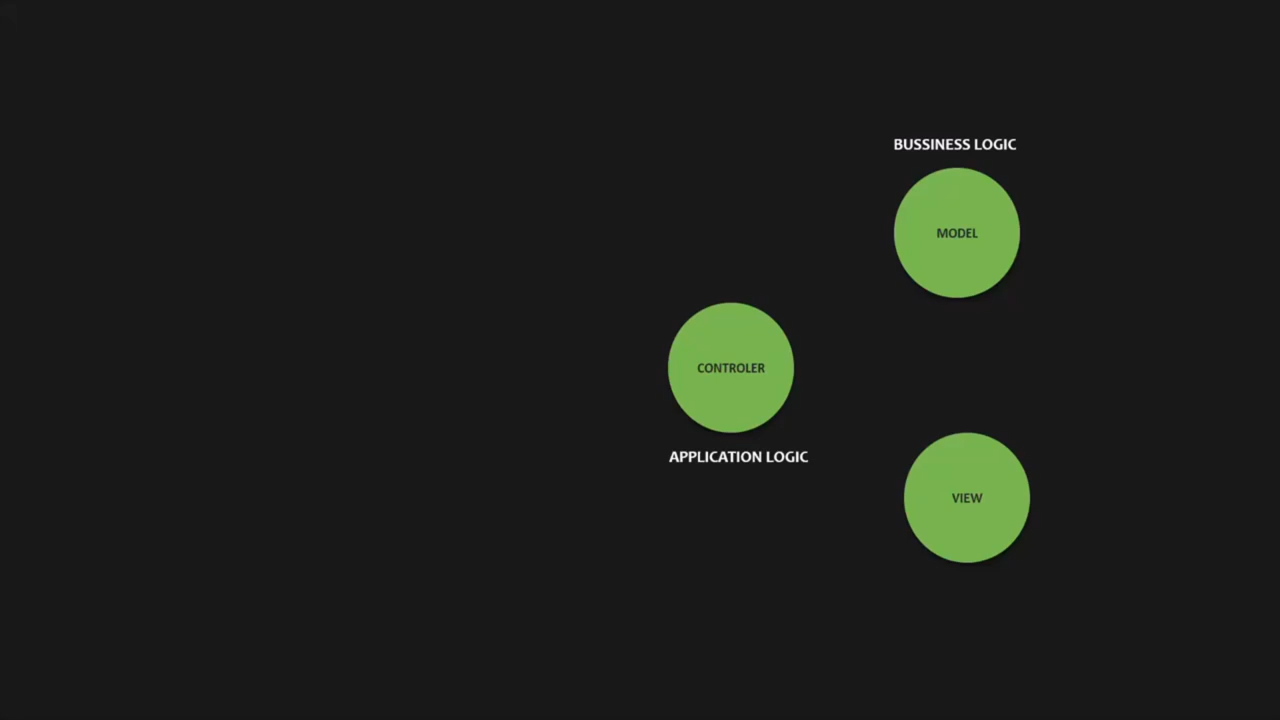 BUSSINESS LOGIC
MODEL
CONTROLER
APPLICATION LOGIC
VIEW